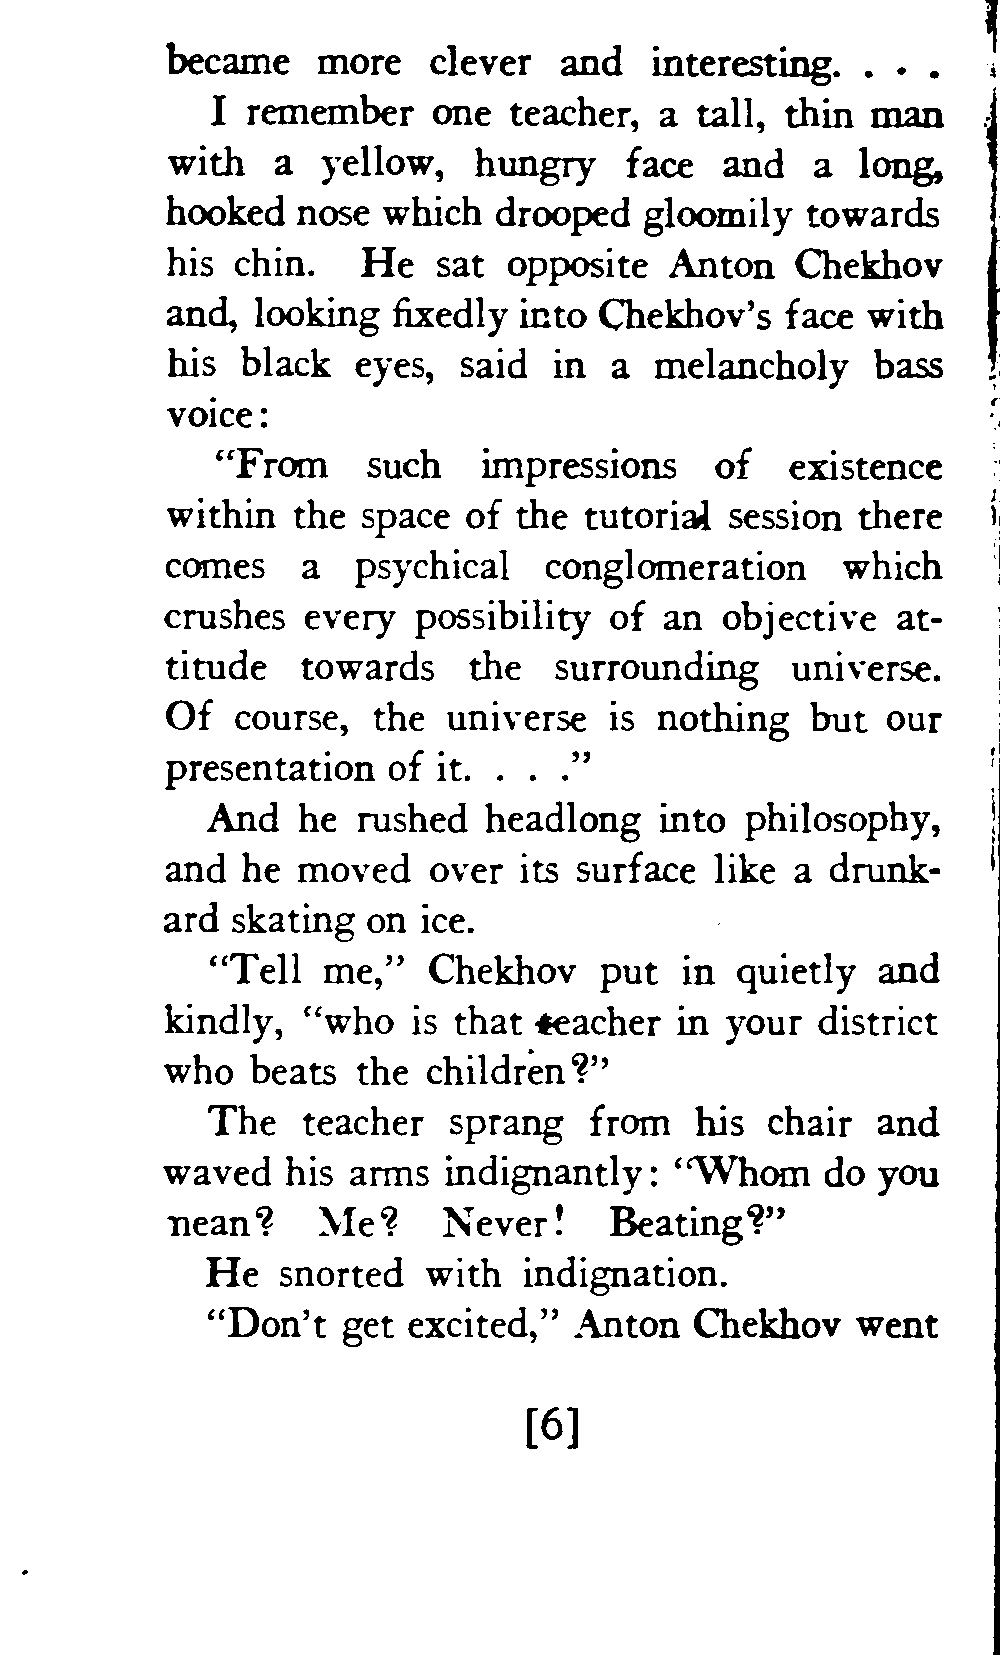 became more clever and interesting. . . .
I remember one teacher, a tall, thin man
with a yellow, hungry face and a long,
hooked nose which drooped gloomily towards
his chin. He sat opposite Anton Chekhov
and, looking fixedly into Chekhov's face with
his black eyes, said in a melancholy bass
voice:
"From such impressions of existence
within the space of the tutorial session there
comes a psychical conglomeration which
crushes every possibility of an objective at-
titude towards the surrounding universe.
Of course, the universe is nothing but our
presentation of it. . . ."
And he rushed headlong into philosophy,
and he moved over its surface like a drunk-
ard skating on ice.
"Tell me," Chekhov put in quietly and
kindly, "who is that teacher in your district
who beats the children?"
The teacher sprang from his chair and
waved his arms indignantly: "Whom do you
mean? Me? Never! Beating?"
He snorted with indignation.
"Don't get excited," Anton Chekhov went
[6]